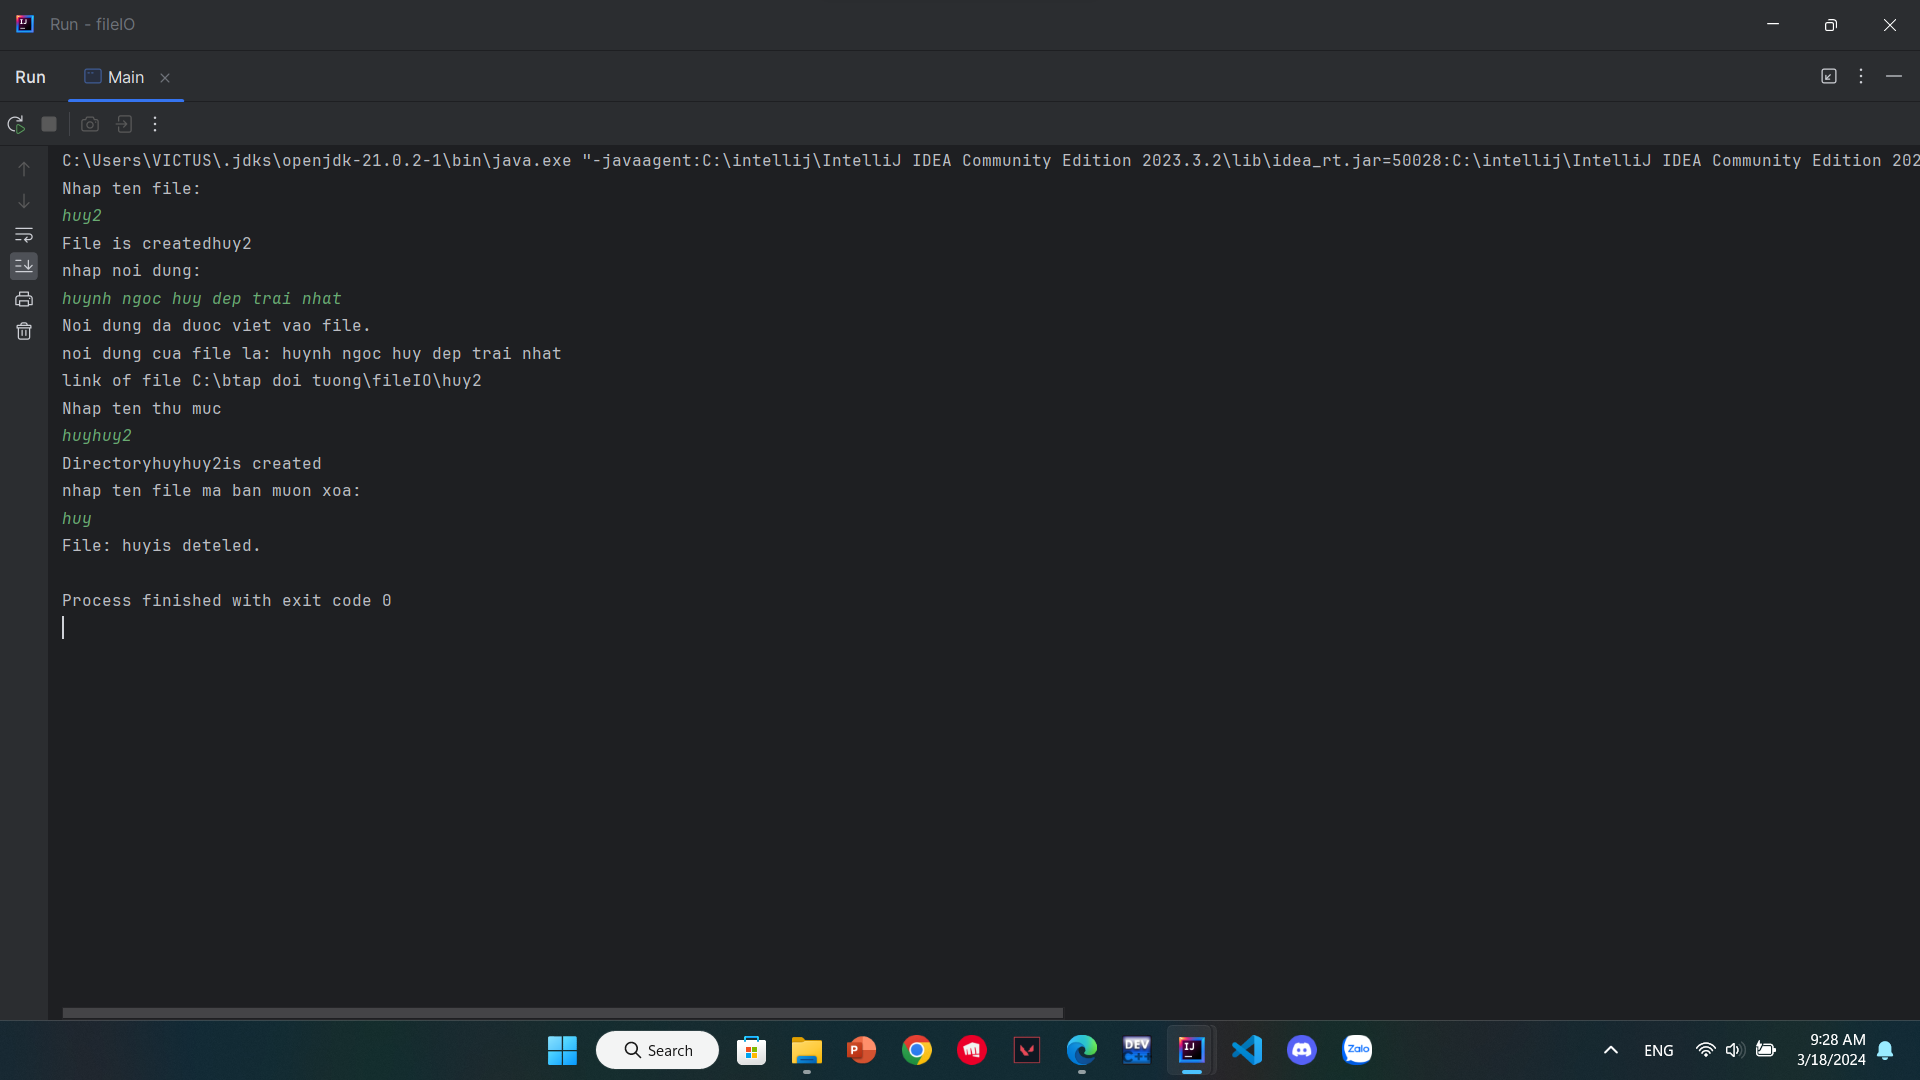 Run - fileIO
Run
Main
C:\Users\VICTUS\.jdks\openjdk-21.0.2-1\bin\java.exe "-javaagent:C:\intellij\IntelliJ IDEA Community Edition 2023.3.2\lib\idea_rt.jar=50028:C:\intellij\IntelliJ IDEA Community Edition 202
Nhap ten file:
huy2
File is createdhuy2
nhap noi dung:
huynh ngoc huy dep trai nhat
Noi dung da duoc viet vao file.
noi dung cua file la: huynh ngoc huy dep trai nhat
link of file C:\btap doi tuong\fileIO\huy2
Nhap ten thu muc
huyhuy2
Directoryhuyhuy2is created
nhap ten file ma ban muon xoa:
huy
File: huyis deteled.
Process finished with exit code 0
Search
P
DEV
C++
IJ
Zalo
ENG
9:28 AM
3/18/2024